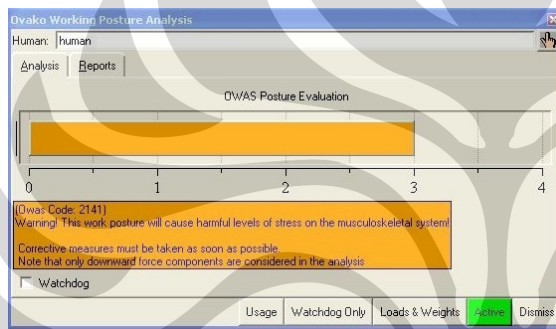 Ovako Working Posture Analysis
Human: human
Analysis Reports
OWAS Posture Evaluation
0 1 2 3 4
(Owas Code: 2141)
Warning! This work posture will cause harmful levels of stress on the musculoskeletal system!
Corrective measures must be taken as soon as possible.
Note that only downward force components are considered in the analysis
Watchdog
Usage Watchdog Only Loads & Weights Active Dismiss